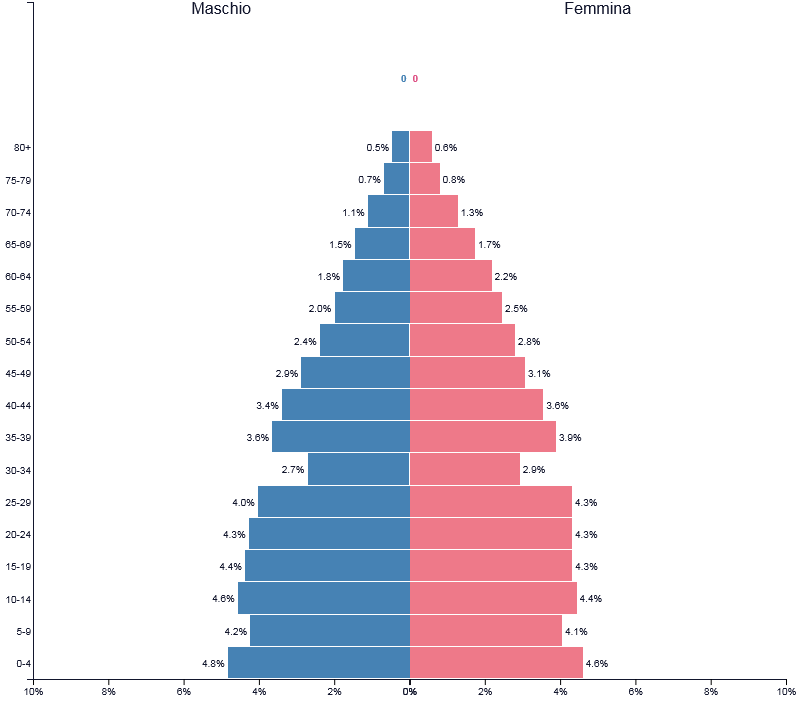 Maschio Femmina
0 0
80+ 0.5% 0.6%
75-79 0.7% 0.8%
70-74 1.1% 1.3%
65-69 1.5% 1.7%
60-64 1.8% 2.2%
55-59 2.0% 2.5%
50-54 2.4% 2.8%
45-49 2.9% 3.1%
40-44 3.4% 3.6%
35-39 3.6% 3.9%
30-34 2.7% 2.9%
25-29 4.0% 4.3%
20-24 4.3% 4.3%
15-19 4.4% 4.3%
10-14 4.6% 4.4%
5-9 4.2% 4.1%
0-4 4.8% 4.6%
10% 8% 6% 4% 2% 0% 0% 2% 4% 6% 8% 10%